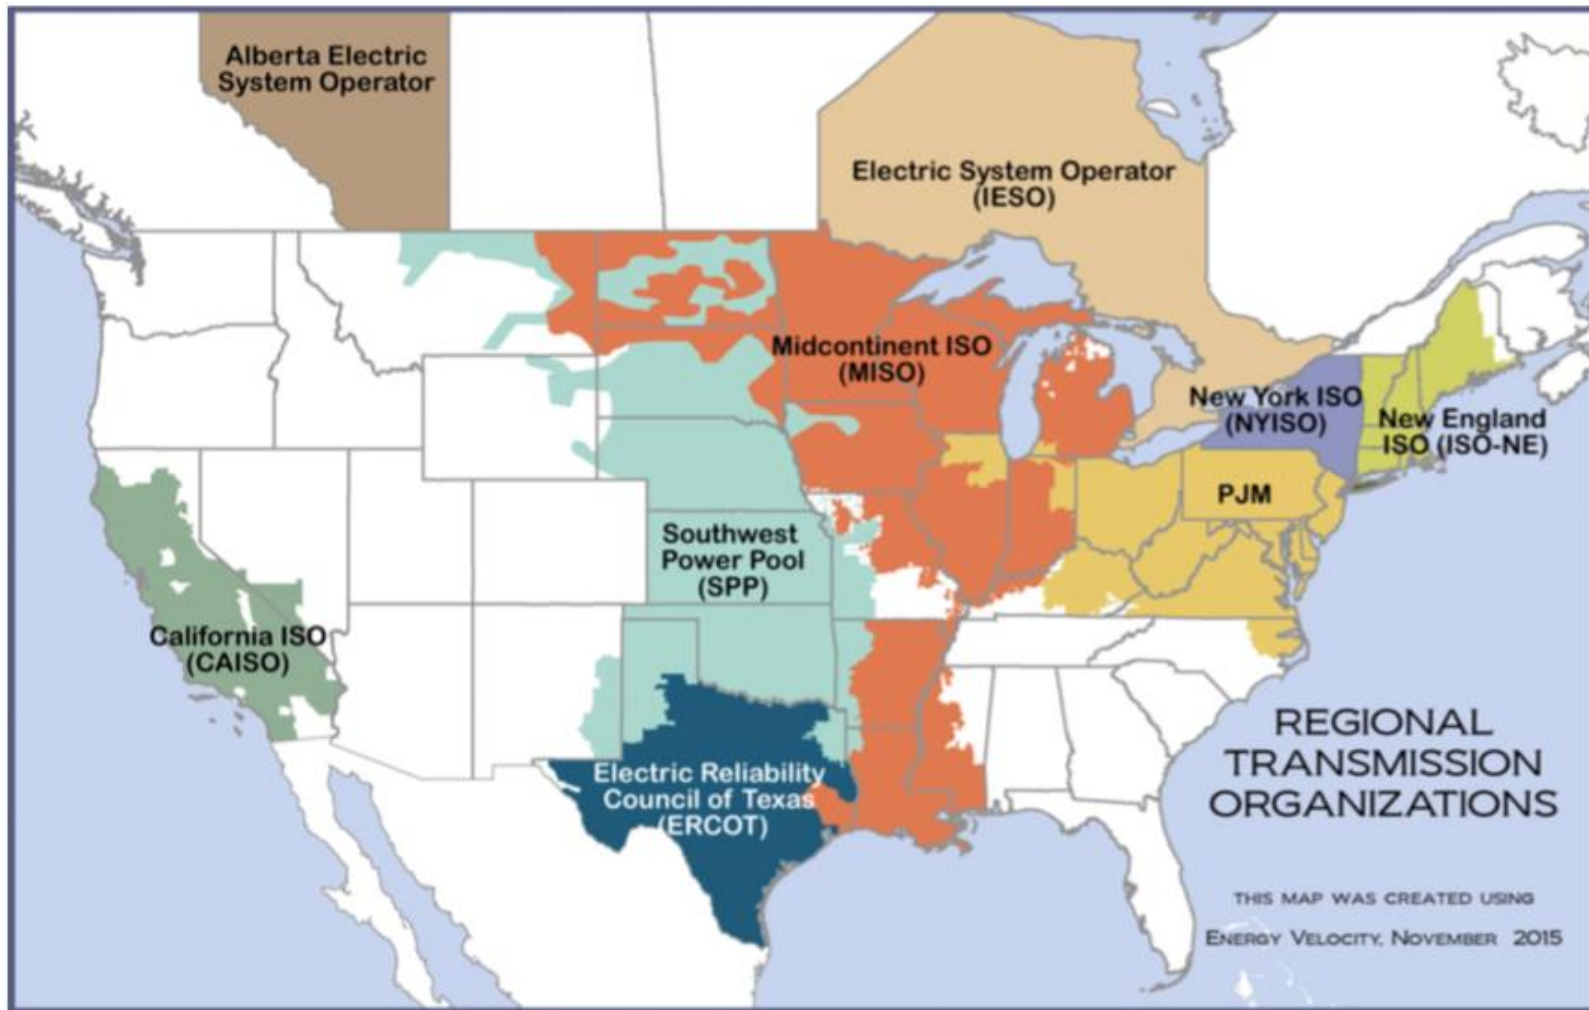 Alberta Electric
System Operator
Electric System Operator
(IESO)
Midcontinent ISO
(MISO)
New York ISO
(NYISO)
New England
ISO (ISO-NE)
PJM
Southwest
Power Pool
(SPP)
California ISO
(CAISO)
Electric Reliability
Council of Texas
(ERCOT)
REGIONAL
TRANSMISSION
ORGANIZATIONS
THIS MAP WAS CREATED USING
ENERGY VELOCITY, NOVEMBER 2015